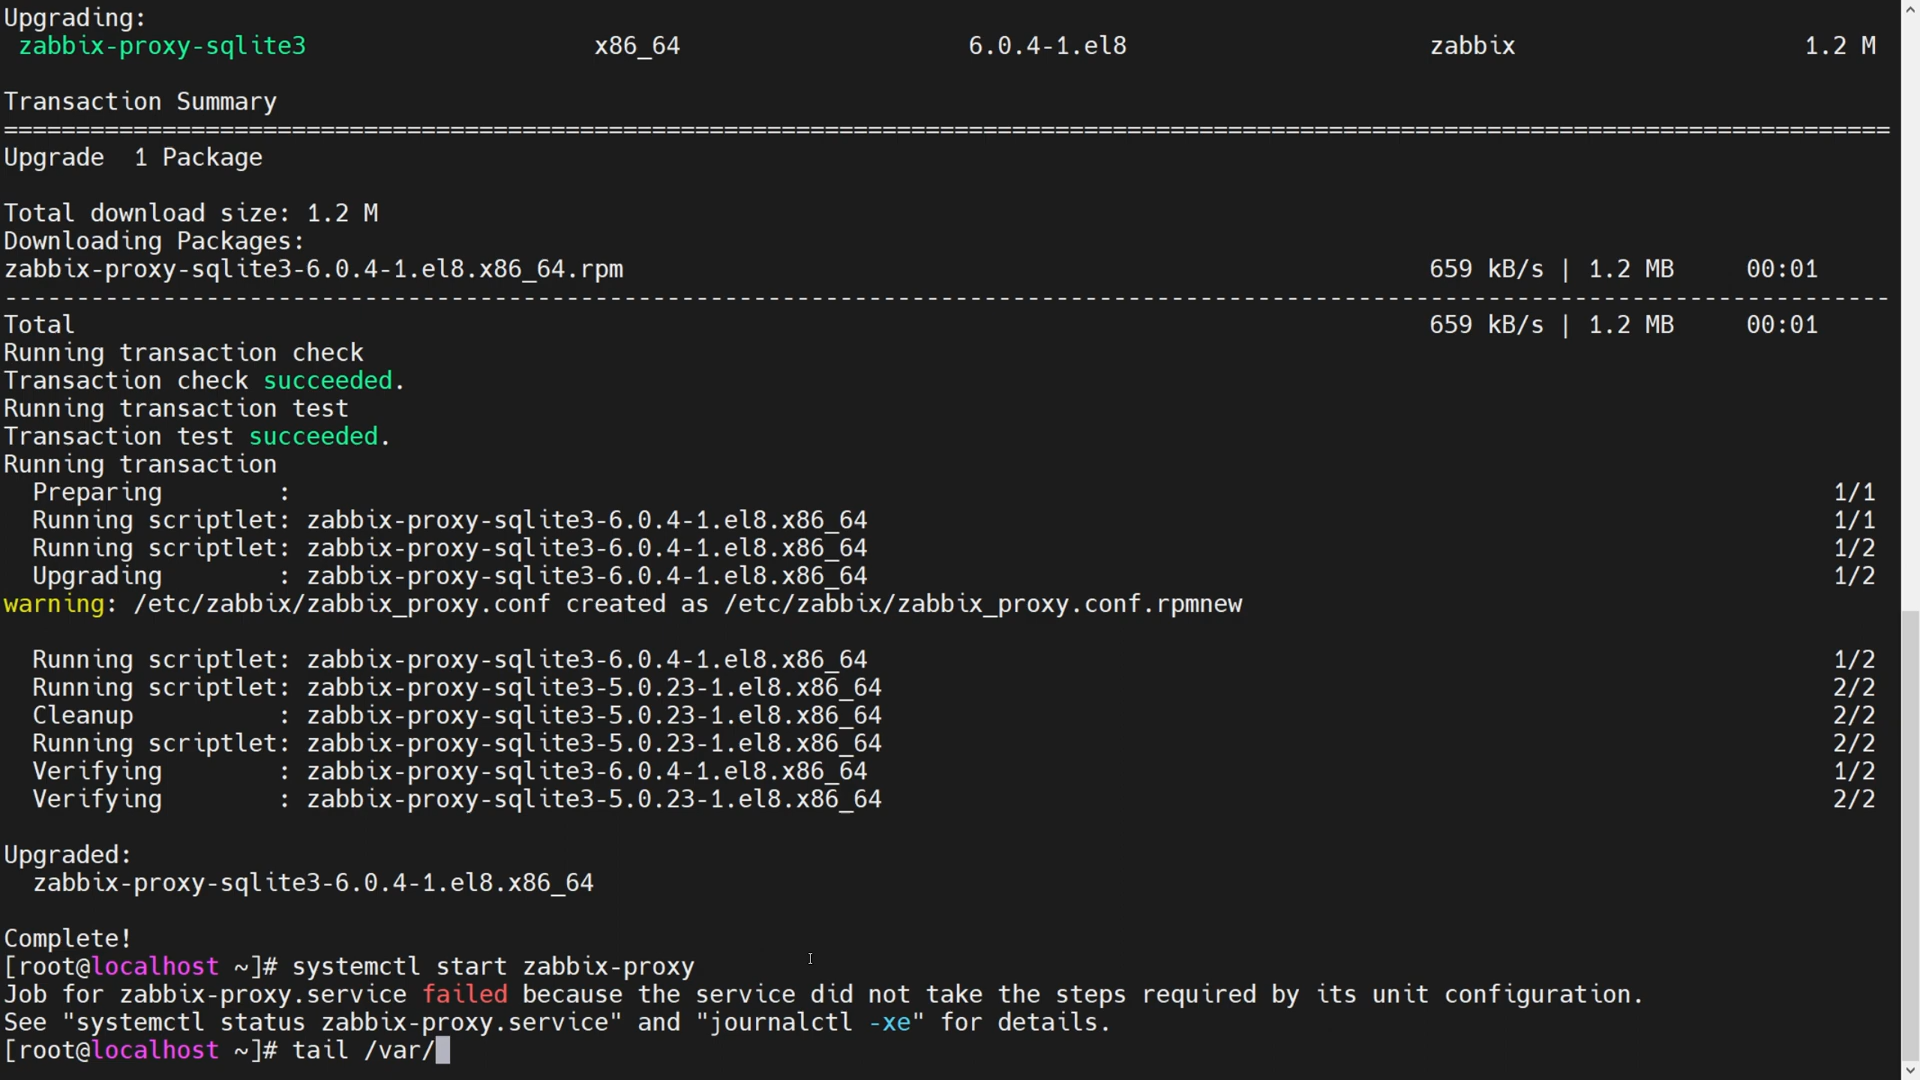 Upgrading:
 zabbix-proxy-sqlite3 x86_64 6.0.4-1.el8 zabbix 1.2 M
Transaction Summary
===================================================================================================================================
Upgrade  1 Package
Total download size: 1.2 M
Downloading Packages:
zabbix-proxy-sqlite3-6.0.4-1.el8.x86_64.rpm 659 kB/s | 1.2 MB 00:01
-----------------------------------------------------------------------------------------------------------------------------------
Total 659 kB/s | 1.2 MB 00:01
Running transaction check
Transaction check succeeded.
Running transaction test
Transaction test succeeded.
Running transaction
  Preparing        : 1/1
  Running scriptlet: zabbix-proxy-sqlite3-6.0.4-1.el8.x86_64 1/1
  Running scriptlet: zabbix-proxy-sqlite3-6.0.4-1.el8.x86_64 1/2
  Upgrading        : zabbix-proxy-sqlite3-6.0.4-1.el8.x86_64 1/2
warning: /etc/zabbix/zabbix_proxy.conf created as /etc/zabbix/zabbix_proxy.conf.rpmnew
  Running scriptlet: zabbix-proxy-sqlite3-6.0.4-1.el8.x86_64 1/2
  Running scriptlet: zabbix-proxy-sqlite3-5.0.23-1.el8.x86_64 2/2
  Cleanup          : zabbix-proxy-sqlite3-5.0.23-1.el8.x86_64 2/2
  Running scriptlet: zabbix-proxy-sqlite3-5.0.23-1.el8.x86_64 2/2
  Verifying        : zabbix-proxy-sqlite3-6.0.4-1.el8.x86_64 1/2
  Verifying        : zabbix-proxy-sqlite3-5.0.23-1.el8.x86_64 2/2
Upgraded:
  zabbix-proxy-sqlite3-6.0.4-1.el8.x86_64
Complete!
[root@localhost ~]# systemctl start zabbix-proxy
Job for zabbix-proxy.service failed because the service did not take the steps required by its unit configuration.
See "systemctl status zabbix-proxy.service" and "journalctl -xe" for details.
[root@localhost ~]# tail /var/